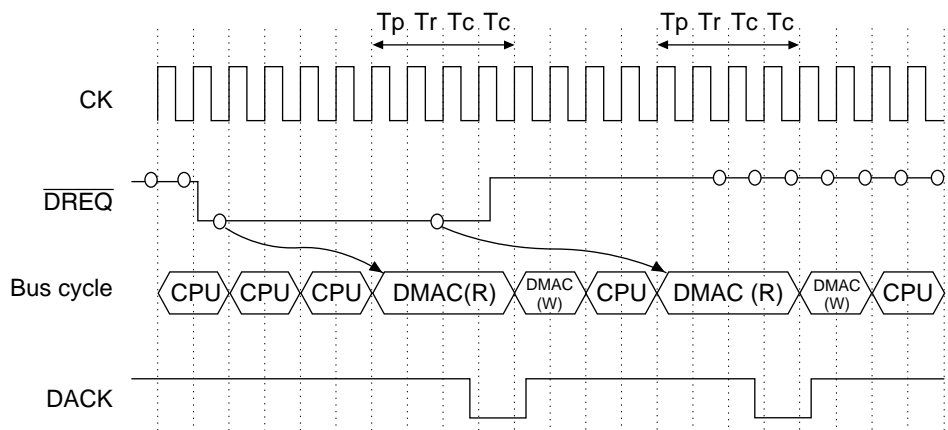 Tp Tr Tc Tc Tp Tr Tc Tc
CK
DREQ
Bus cycle CPU CPU CPU DMAC(R) DMAC (W) CPU DMAC (R) DMAC (W) CPU
DACK